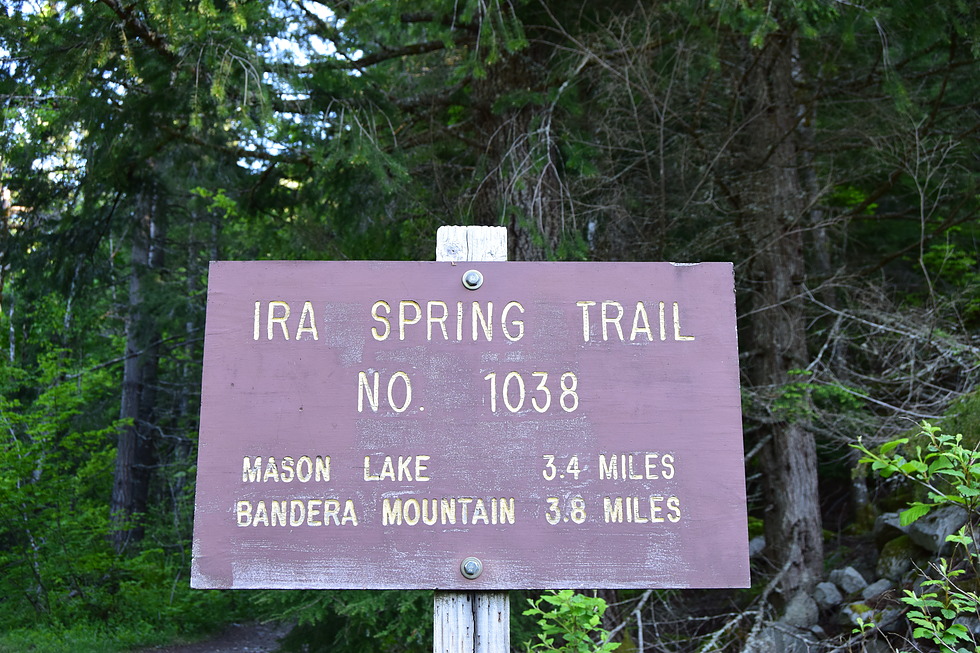 IRA SPRING TRAIL
NO. 1038
MASON LAKE 3.4 MILES
BANDERA MOUNTAIN 3.8 MILES